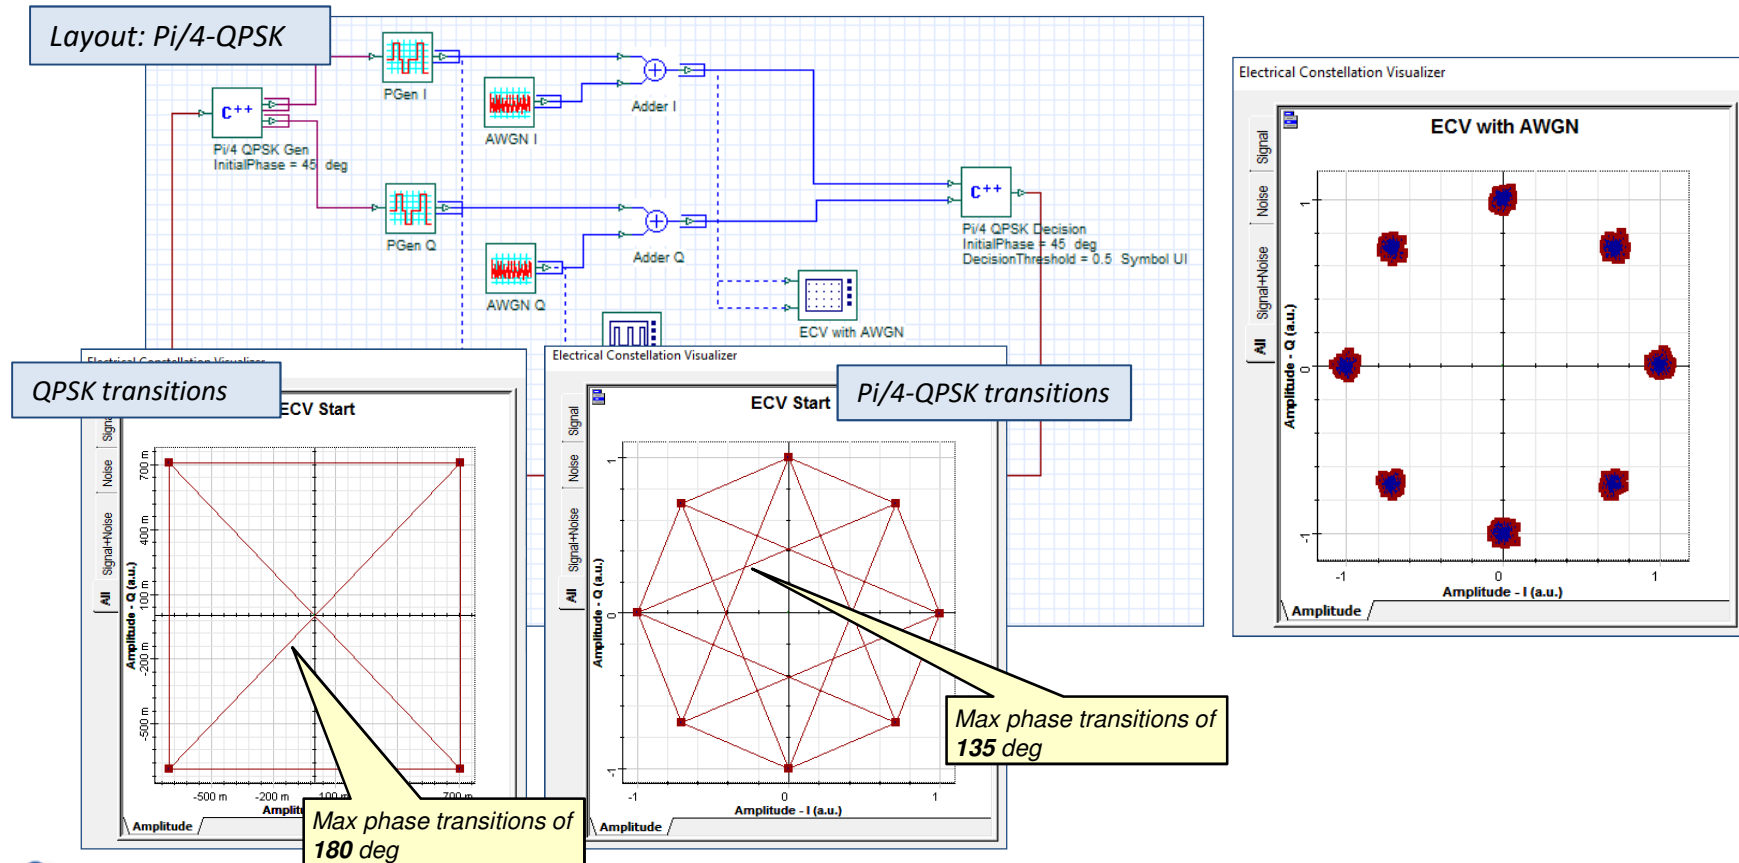 Layout: Pi/4-QPSK
C++
Pi/4 QPSK Gen
InitialPhase = 45 deg
PGen I
AWGN I
Adder I
PGen Q
AWGN Q
Adder Q
C++
Pi/4 QPSK Decision
InitialPhase = 45 deg
DecisionThreshold = 0.5 Symbol UI
ECV with AWGN
Electrical Constellation Visualizer
ECV with AWGN
Signal
Noise
Signal+Noise
All
Amplitude - Q (a.u.)
1
0
-1
-1
0
1
Amplitude - I (a.u.)
Amplitude
Electrical Constellation Visualizer
QPSK transitions
ECV Start
Noise
Signal+Noise
All
Amplitude - Q (a.u.)
700 m
400 m
100 m
-200 m
-500 m
-500 m
-200 m
100 m
700 m
Amplitude
Max phase transitions of
180 deg
Electrical Constellation Visualizer
Pi/4-QPSK transitions
ECV Start
Signal
Noise
Signal+Noise
All
Amplitude - Q (a.u.)
1
0
-1
-1
0
1
Amplitude - I (a.u.)
Amplitude
Max phase transitions of
135 deg